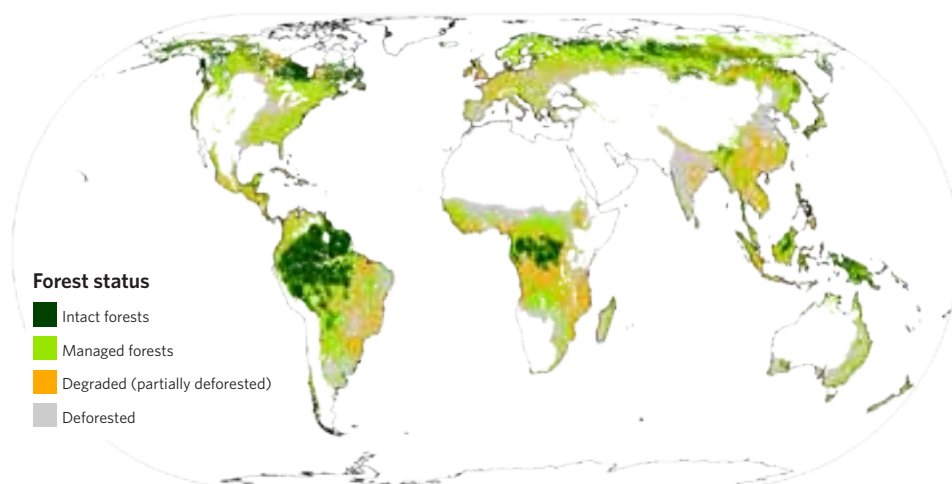 Forest status
Intact forests
Managed forests
Degraded (partially deforested)
Deforested